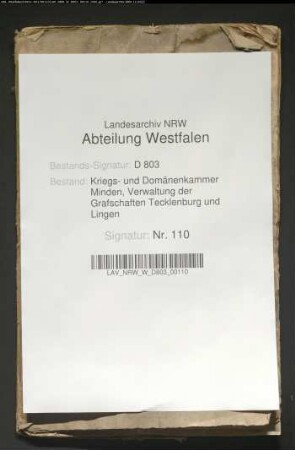 Landesarchiv NRW
Abteilung Westfalen
Bestands-Signatur: D 803
Bestand: Kriegs- und Domänenkammer
Minden, Verwaltung der
Grafschaften Tecklenburg und
Lingen
Signatur: Nr. 110
LAV_NRW_W_D803_00110